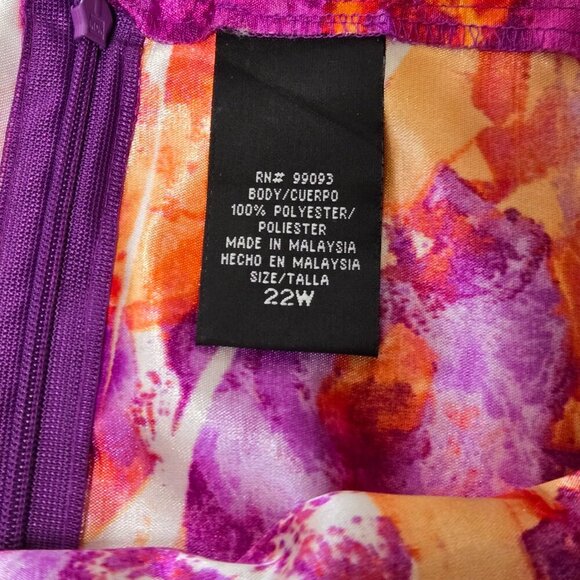 RN# 99093
BODY/CUERPO
100% POLYESTER/
POLIESTER
MADE IN MALAYSIA
HECHO EN MALAYSIA
SIZE/TALLA
22W